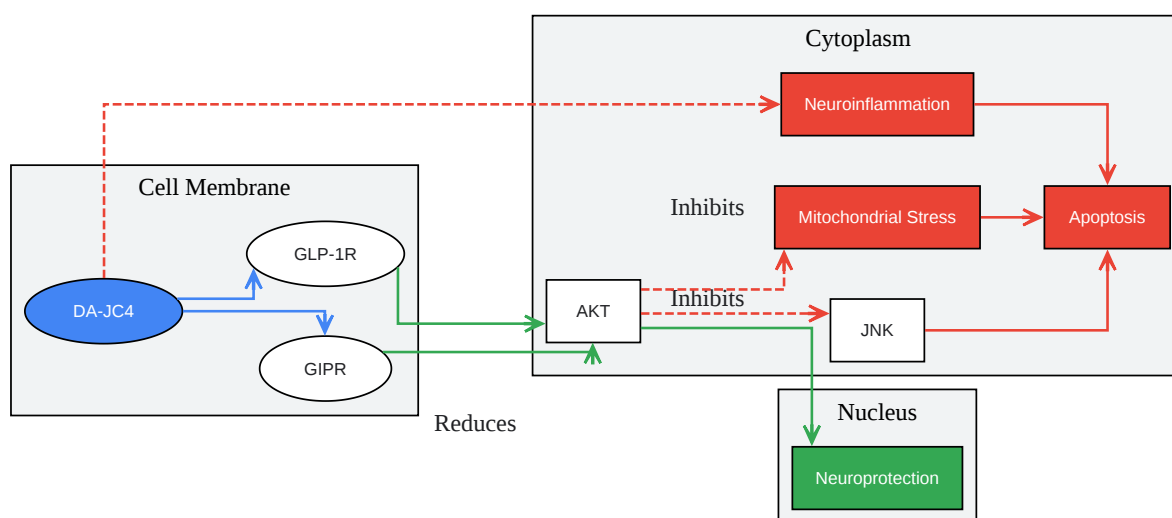 Cytoplasm
Neuroinflammation
Cell Membrane
Inhibits
Mitochondrial Stress
Apoptosis
GLP-1R
DA-JC4
AKT
Inhibits
JNK
GIPR
Reduces
Nucleus
Neuroprotection